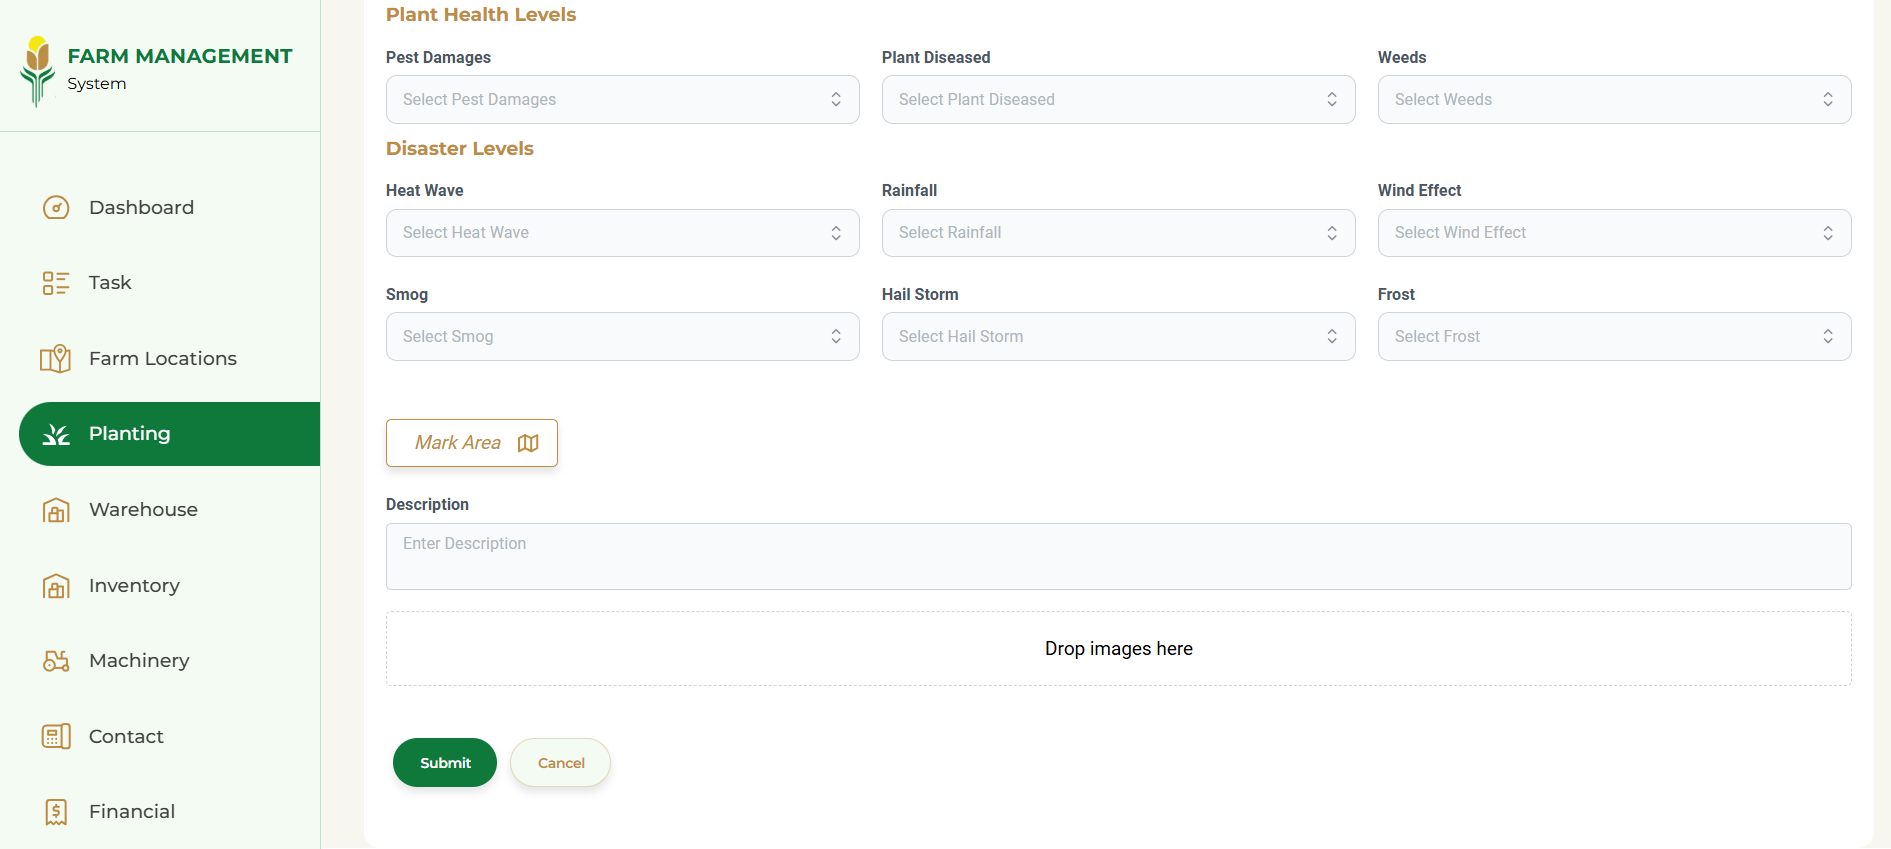 FARM MANAGEMENT
System
Dashboard
Task
Farm Locations
Planting
Warehouse
Inventory
Machinery
Contact
Financial
Plant Health Levels
Pest Damages
Plant Diseased
Weeds
Select Pest Damages
Select Plant Diseased
Select Weeds
Disaster Levels
Heat Wave
Rainfall
Wind Effect
Select Heat Wave
Select Rainfall
Select Wind Effect
Smog
Hail Storm
Frost
Select Smog
Select Hail Storm
Select Frost
Mark Area
Description
Enter Description
Drop images here
Submit
Cancel